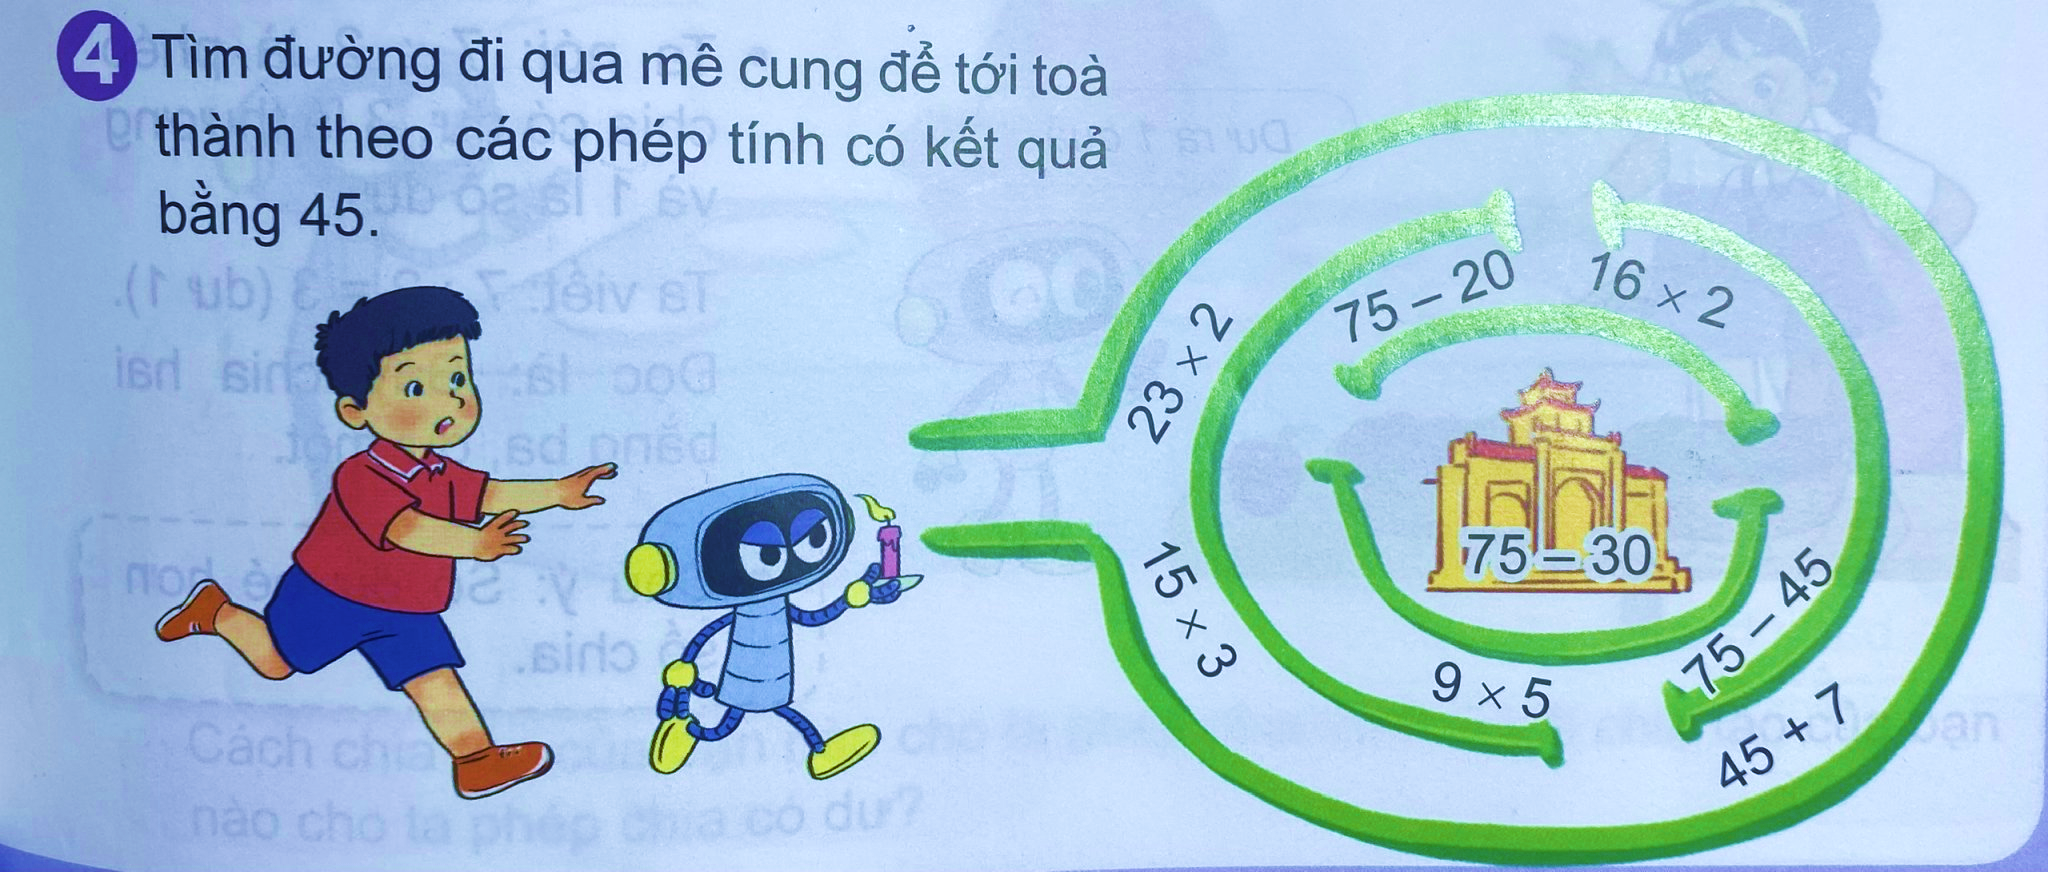 4 Tìm đường đi qua mê cung để tới toà
thành theo các phép tính có kết quả
bằng 45.
23 × 2
75 – 20
16 × 2
75 – 30
15 × 3
9 × 5
75 – 45
45 + 7